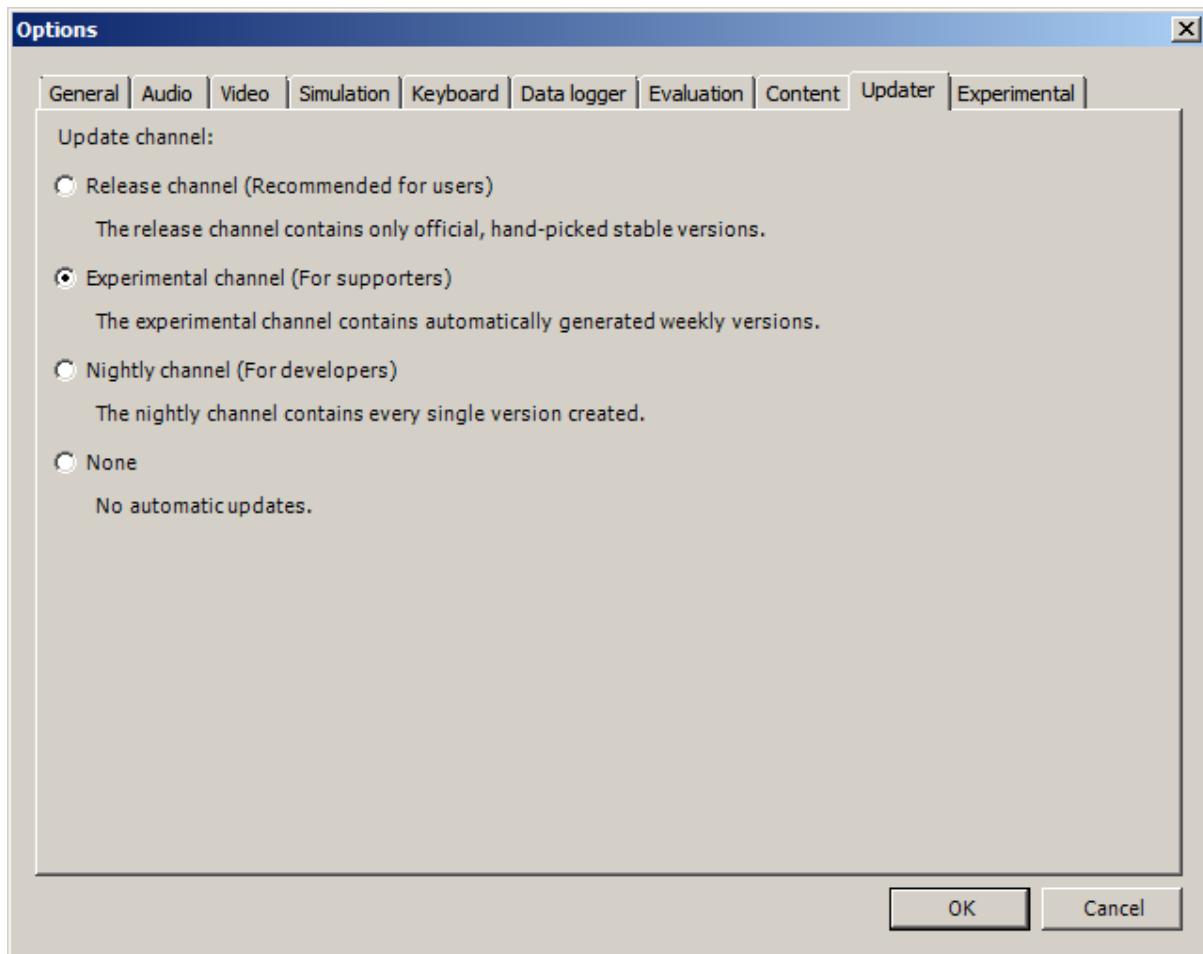 Options
General Audio Video Simulation Keyboard Data logger Evaluation Content Updater Experimental
Update channel:
Release channel (Recommended for users)
The release channel contains only official, hand-picked stable versions.
Experimental channel (For supporters)
The experimental channel contains automatically generated weekly versions.
Nightly channel (For developers)
The nightly channel contains every single version created.
None
No automatic updates.
OK Cancel